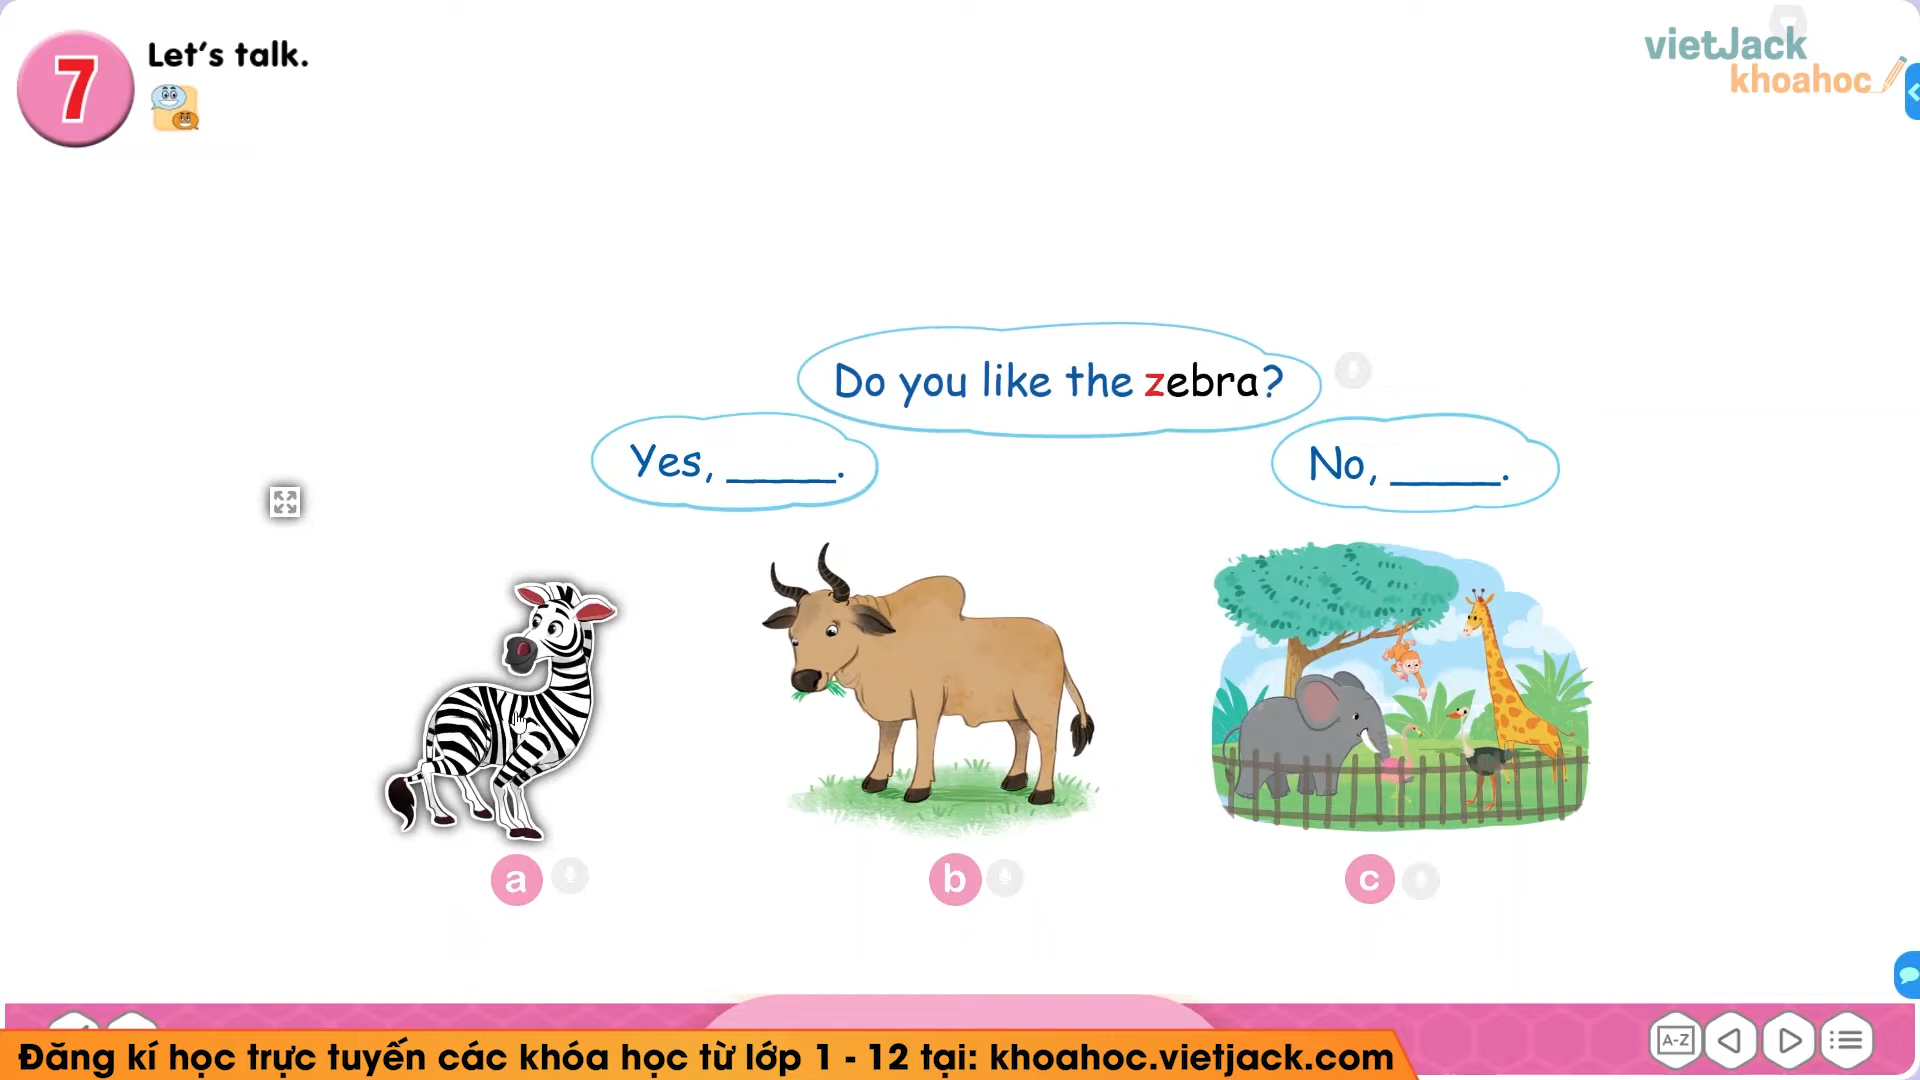 7
Let's talk.
vietJack
khoahoc
Do you like the zebra?
Yes, _____.
No, _____.
a
b
c
A-Z
Đăng kí học trực tuyến các khóa học từ lớp 1 - 12 tại: khoahoc.vietjack.com